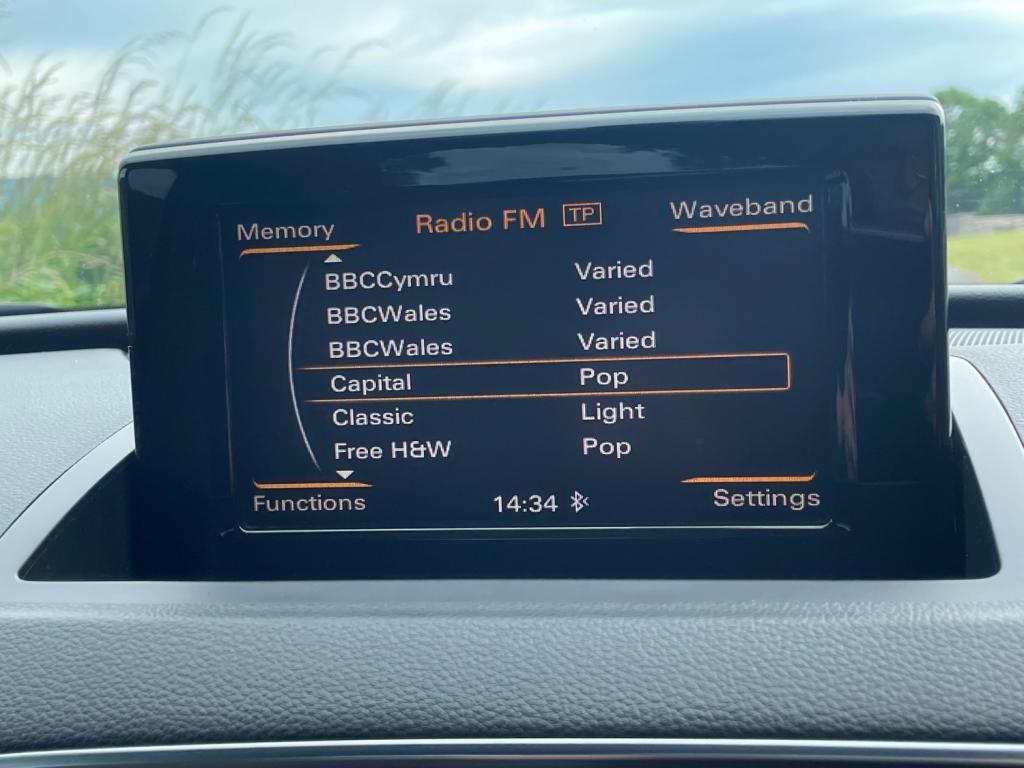 Memory Radio FM TP Waveband
BBCCymru Varied
BBCWales Varied
BBCWales Varied
Capital Pop
Classic Light
Free H&W Pop
Functions 14:34 Settings